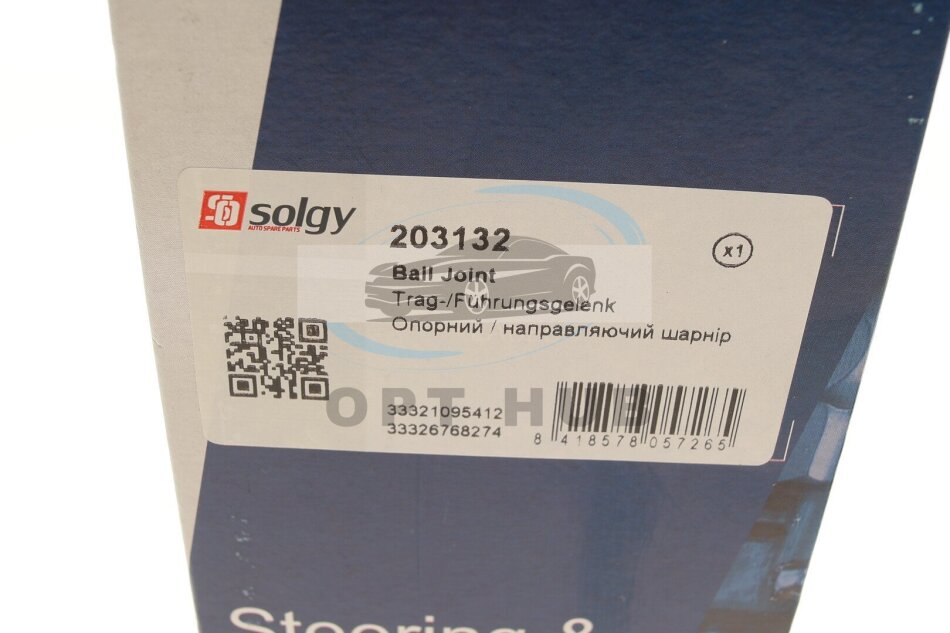 solgy
AUTO SPARE PARTS
203132
x1
Ball Joint
Trag-/Führungsgelenk
Опорний / направляючий шарнір
OPT HUB
33321095412
33326768274
8 418578 057265
Steering &